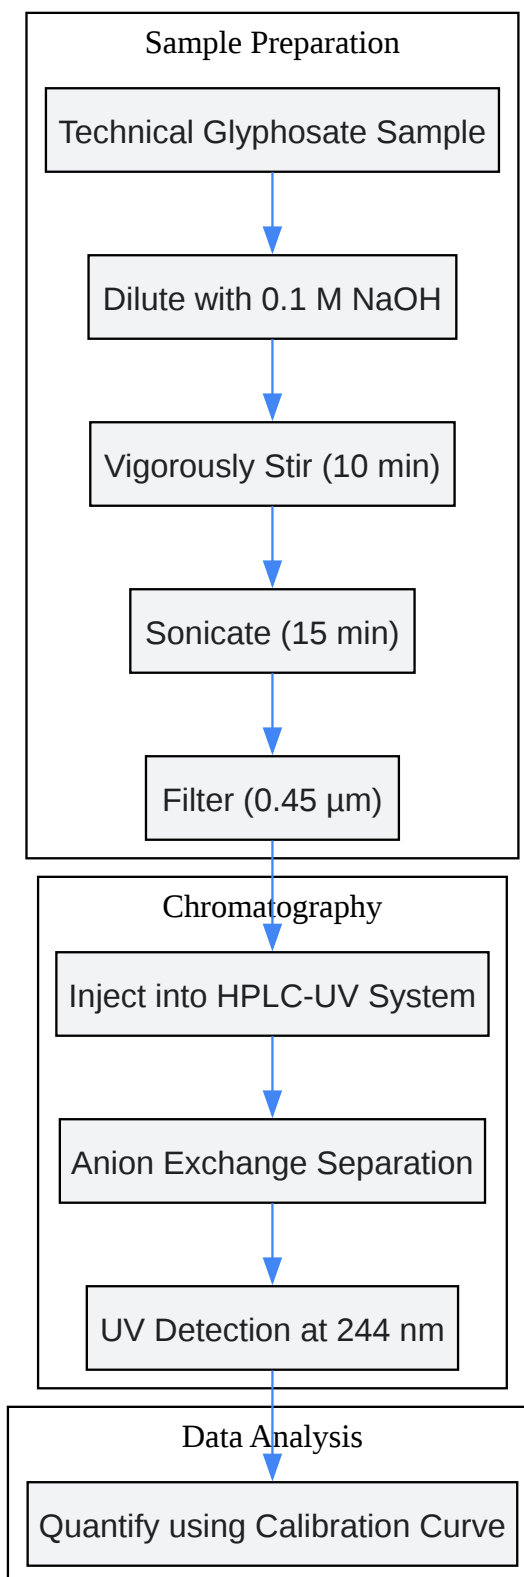 Sample Preparation
Technical Glyphosate Sample
Dilute with 0.1 M NaOH
Vigorously Stir (10 min)
Sonicate (15 min)
Filter (0.45 µm)
Chromatography
Inject into HPLC-UV System
Anion Exchange Separation
UV Detection at 244 nm
Data Analysis
Quantify using Calibration Curve